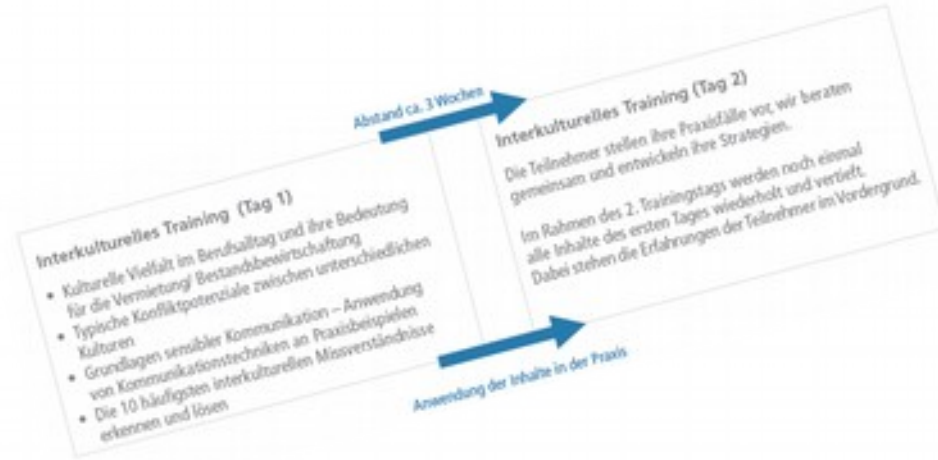 Interkulturelles Training (Tag 1)
• Kulturelle Vielfalt im Berufsalltag und ihre Bedeutung
für die Vermietung/ Bestandsbewirtschaftung
• Typische Konfliktpotenziale zwischen unterschiedlichen
Kulturen
• Grundlagen sensibler Kommunikation – Anwendung
von Kommunikationstechniken an Praxisbeispielen
• Die 10 häufigsten interkulturellen Missverständnisse
erkennen und lösen
Abstand ca. 3 Wochen
Anwendung der Inhalte in der Praxis
Interkulturelles Training (Tag 2)
Die Teilnehmer stellen ihre Praxisfälle vor, wir beraten
gemeinsam und entwickeln ihre Strategien.
Im Rahmen des 2. Trainingstags werden noch einmal
alle Inhalte des ersten Tages wiederholt und vertieft.
Dabei stehen die Erfahrungen der Teilnehmer im Vordergrund.